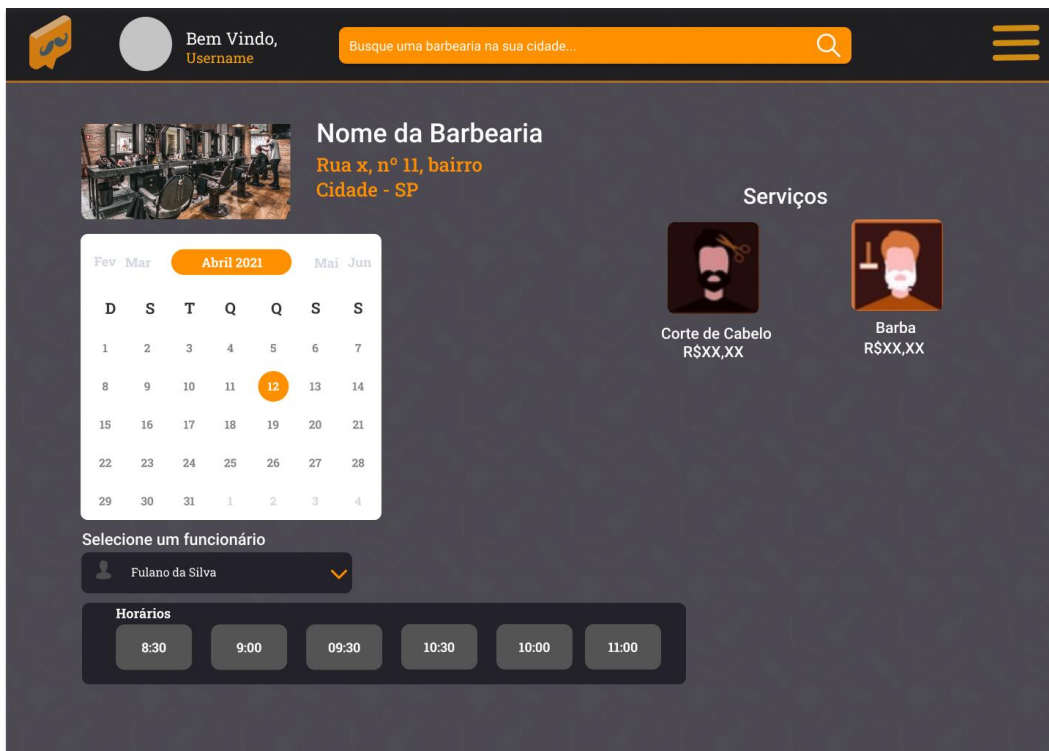 Bem Vindo,
Username
Busque uma barbearia na sua cidade...
Nome da Barbearia
Rua x, nº 11, bairro
Cidade - SP
Serviços
Corte de Cabelo
R$XX,XX
Barba
R$XX,XX
Fev Mar Abril 2021 Mai Jun
D S T Q Q S S
1 2 3 4 5 6 7
8 9 10 11 12 13 14
15 16 17 18 19 20 21
22 23 24 25 26 27 28
29 30 31 1 2 3 4
Selecione um funcionário
Fulano da Silva
Horários
8:30 9:00 09:30 10:30 10:00 11:00